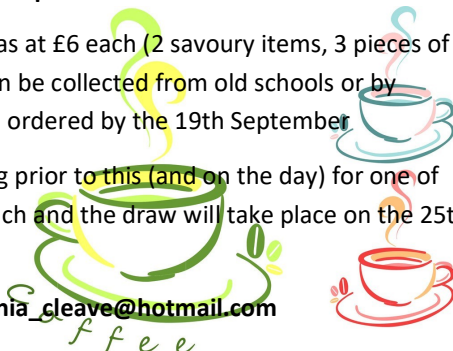 as at £6 each (2 savoury items, 3 pieces of
n be collected from old schools or by
ordered by the 19th September
g prior to this (and on the day) for one of
ch and the draw will take place on the 25t
nia_cleave@hotmail.com
Coffee